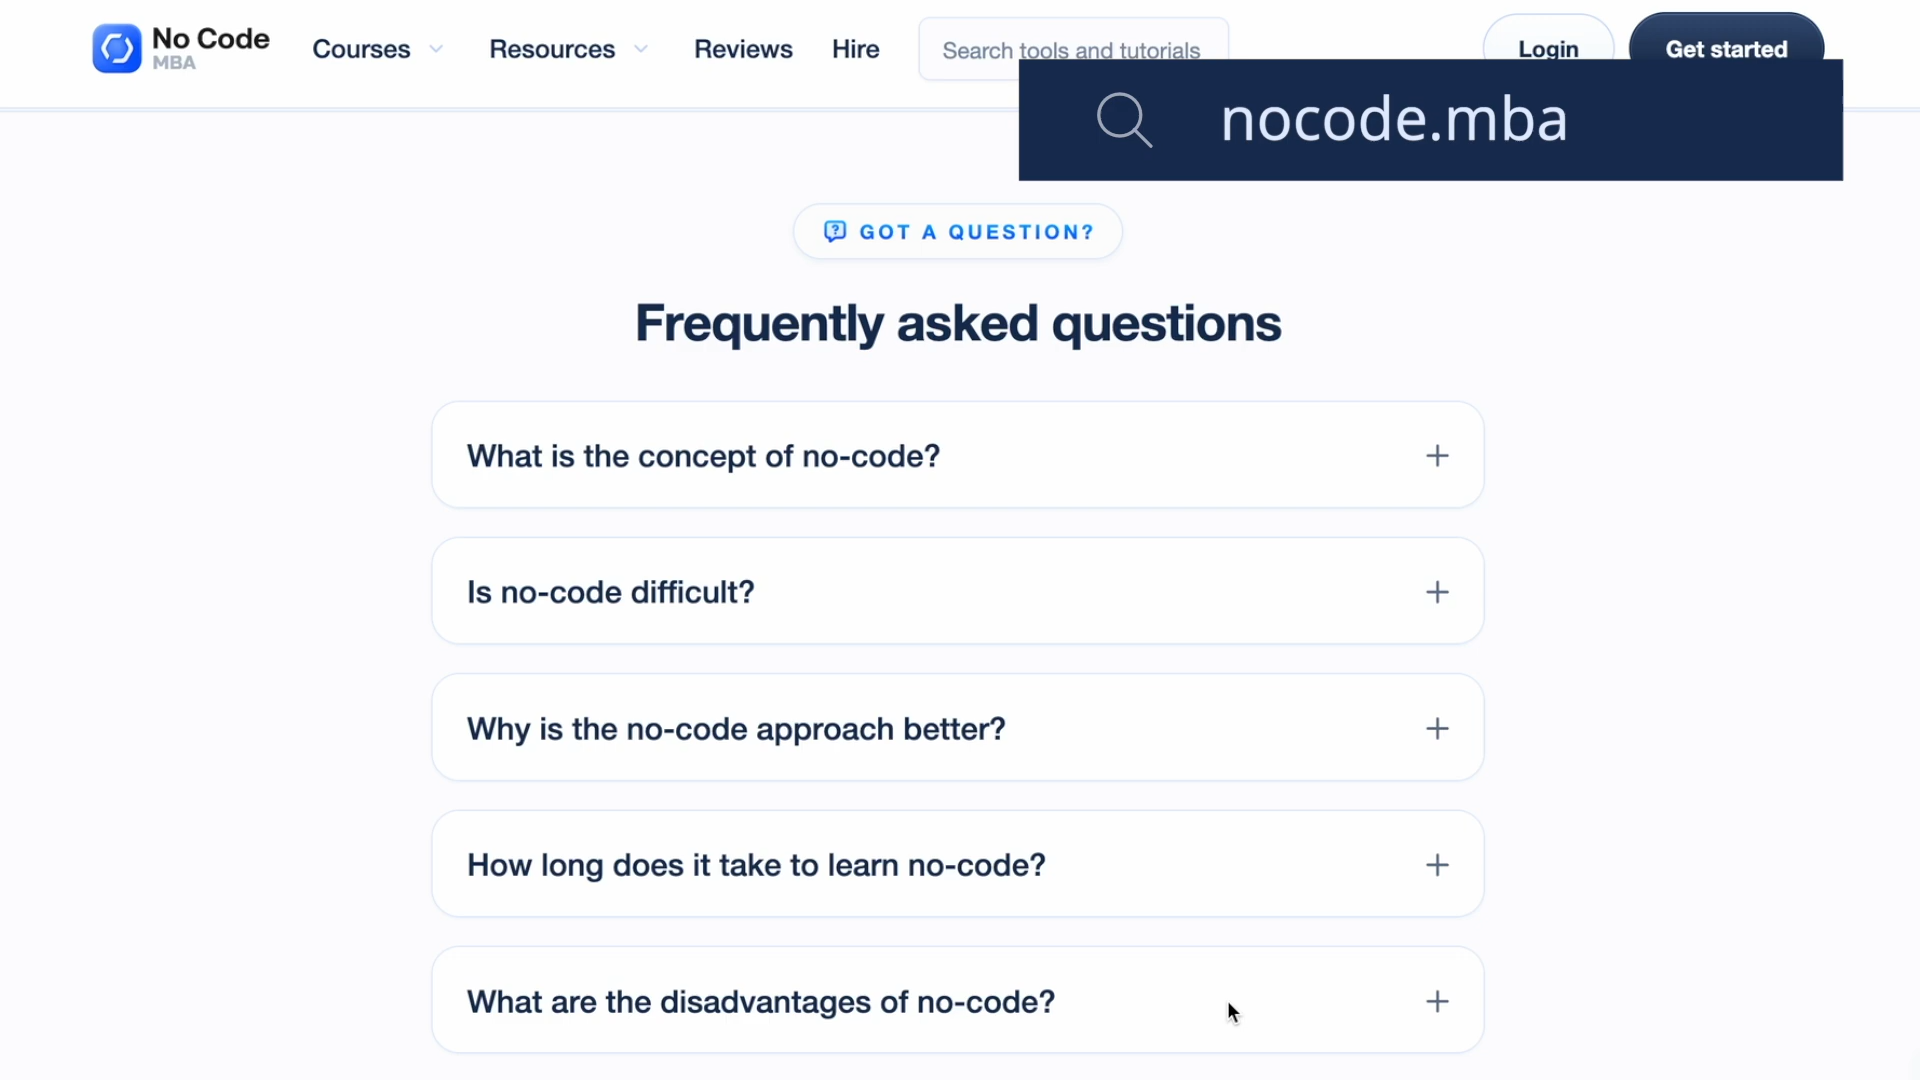 No Code
MBA
Courses
Resources
Reviews
Hire
Search tools and tutorials
Login
Get started
nocode.mba
GOT A QUESTION?
Frequently asked questions
What is the concept of no-code?
Is no-code difficult?
Why is the no-code approach better?
How long does it take to learn no-code?
What are the disadvantages of no-code?